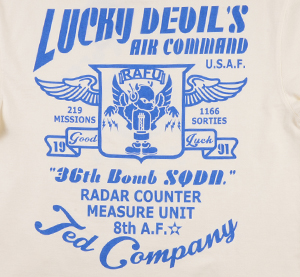 LUCKY DEVIL'S
AIR COMMAND
U.S.A.F.
RAFD
219
MISSIONS
1166
SORTIES
Good Luck
19 91
"36th Bomb SQDN."
RADAR COUNTER
MEASURE UNIT
8th A.F.☆
Ted Company